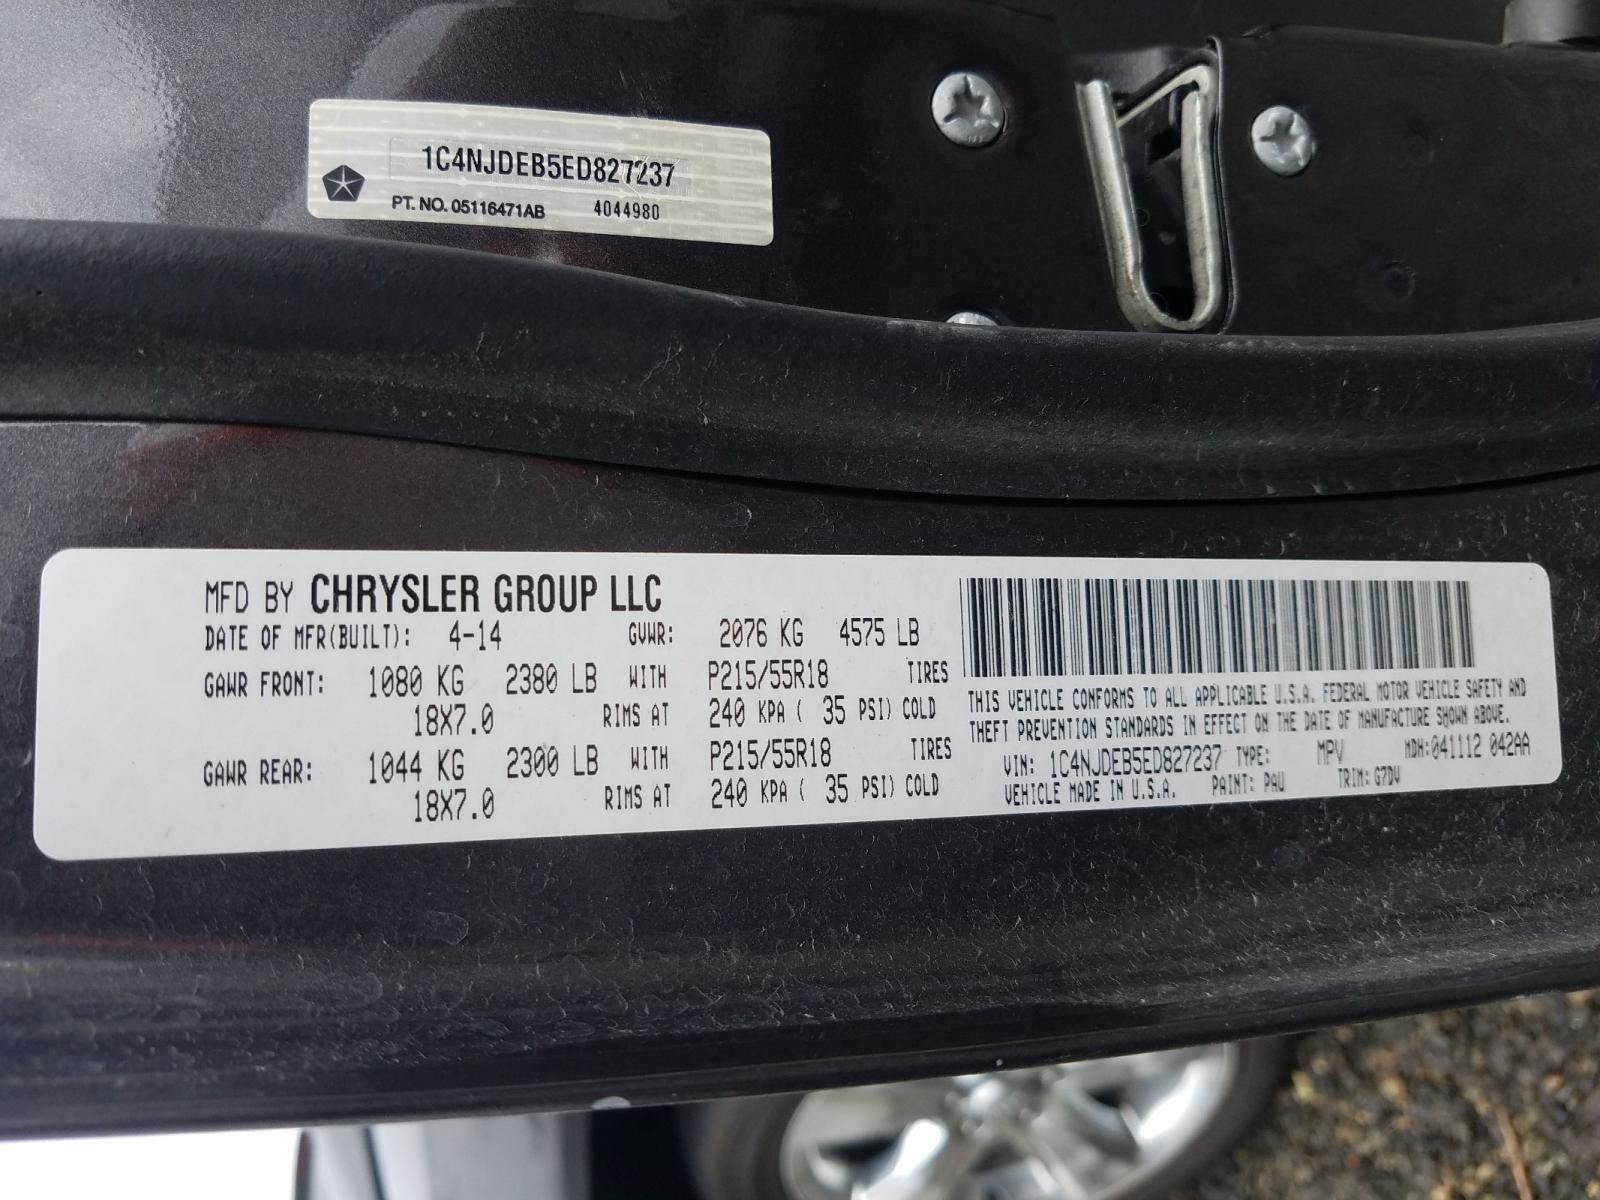 1C4NJDEB5ED827237
PT. NO. 05116471AB 4044980
MFD BY CHRYSLER GROUP LLC
DATE OF MFR(BUILT): 4-14 GVWR: 2076 KG 4575 LB
GAWR FRONT: 1080 KG 2380 LB WITH P215/55R18 TIRES
18X7.0 RIMS AT 240 KPA ( 35 PSI) COLD
GAWR REAR: 1044 KG 2300 LB WITH P215/55R18 TIRES
18X7.0 RIMS AT 240 KPA ( 35 PSI) COLD
THIS VEHICLE CONFORMS TO ALL APPLICABLE U.S.A. FEDERAL MOTOR VEHICLE SAFETY AND
THEFT PREVENTION STANDARDS IN EFFECT ON THE DATE OF MANUFACTURE SHOWN ABOVE.
VIN: 1C4NJDEB5ED827237 TYPE: MPV MDH:041112 042AA
VEHICLE MADE IN U.S.A. PAINT: PAU TRIM: G7DV